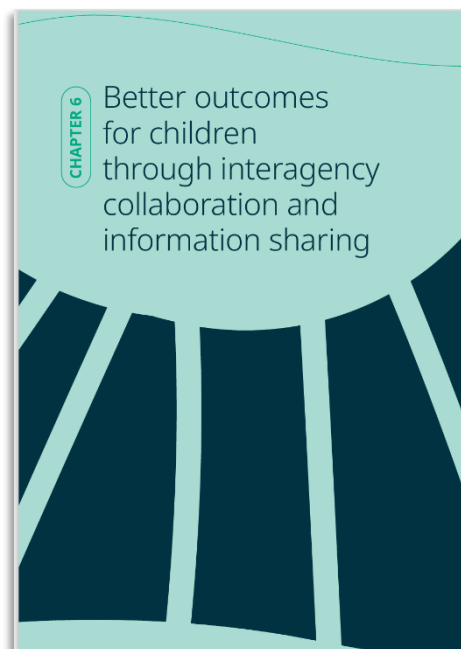 CHAPTER 6
Better outcomes
for children
through interagency
collaboration and
information sharing